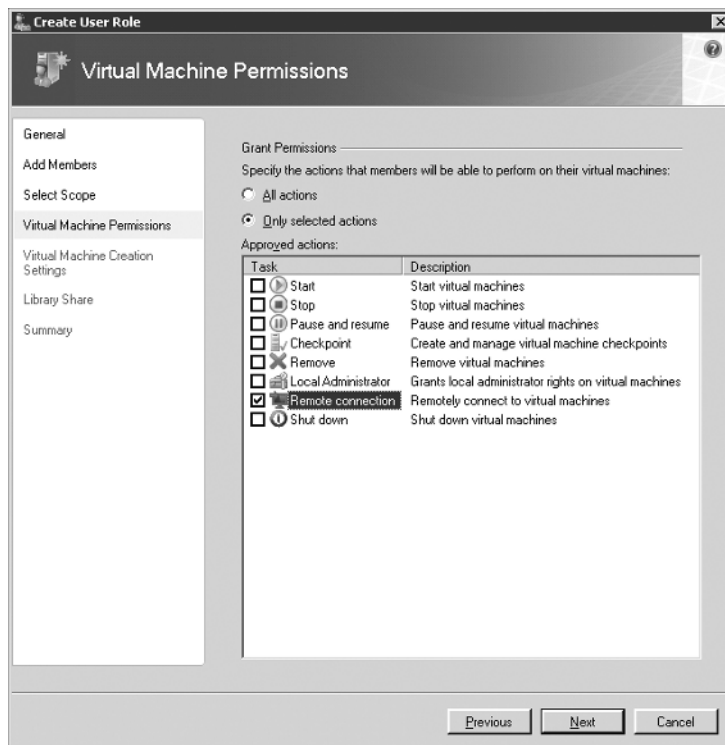 Create User Role
Virtual Machine Permissions
General
Add Members
Select Scope
Virtual Machine Permissions
Virtual Machine Creation
Settings
Library Share
Summary
Grant Permissions
Specify the actions that members will be able to perform on their virtual machines:
All actions
Only selected actions
Approved actions:
Task Description
Start Start virtual machines
Stop Stop virtual machines
Pause and resume Pause and resume virtual machines
Checkpoint Create and manage virtual machine checkpoints
Remove Remove virtual machines
Local Administrator Grants local administrator rights on virtual machines
Remote connection Remotely connect to virtual machines
Shut down Shut down virtual machines
Previous Next Cancel